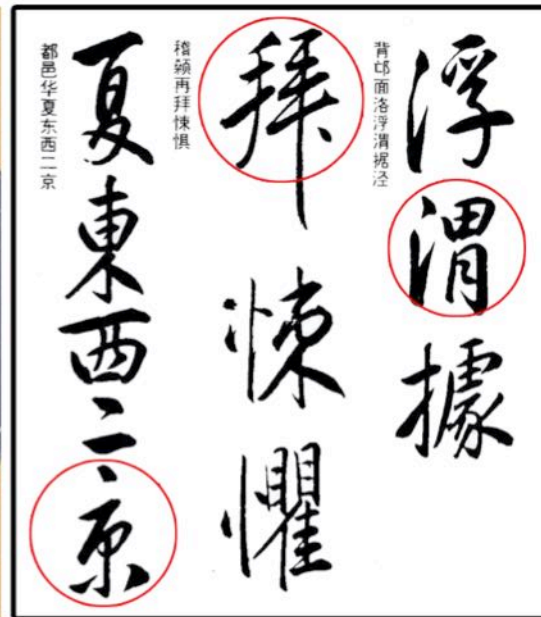 浮渭據
背邙面洛浮渭据泾
拜悚懼
稽颡再拜悚惧
夏東西二京
都邑华夏东西二京